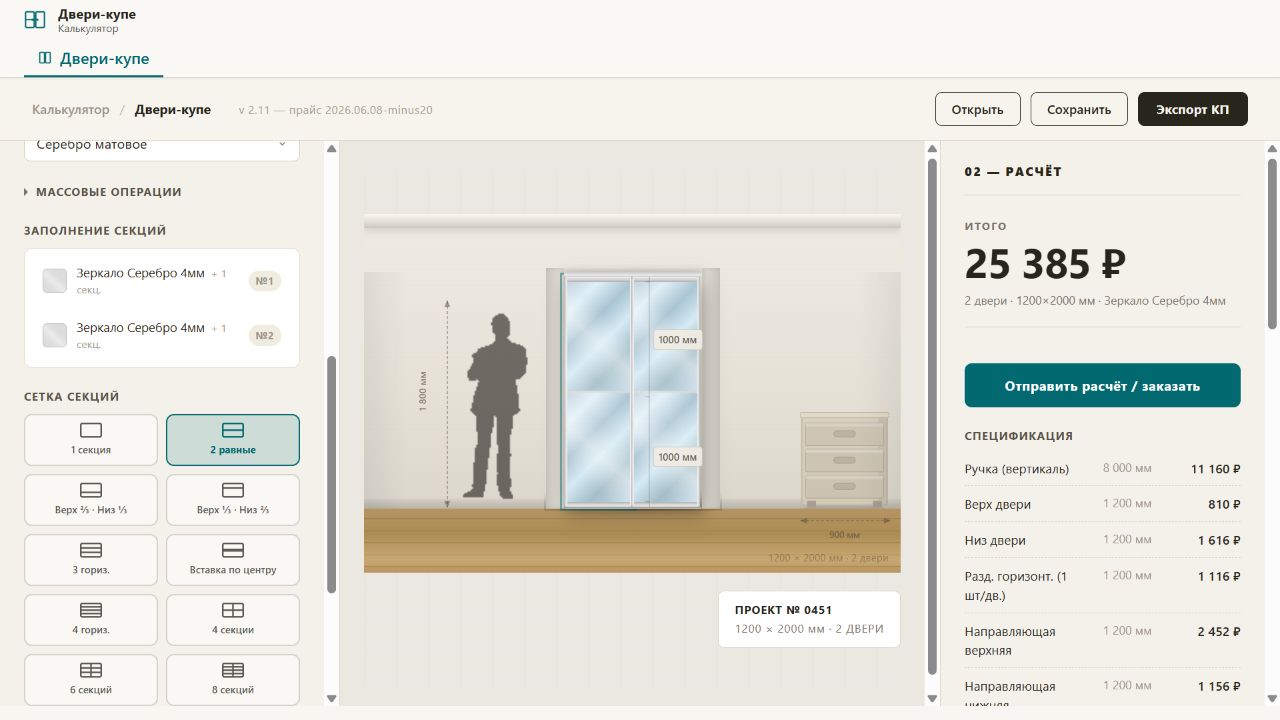 Двери-купе
Калькулятор
Двери-купе
Калькулятор / Двери-купе v 2.11 — прайс 2026.06.08-minus20
Открыть
Сохранить
Экспорт КП
Серебро матовое
МАССОВЫЕ ОПЕРАЦИИ
ЗАПОЛНЕНИЕ СЕКЦИЙ
Зеркало Серебро 4мм + 1
секц.
№1
Зеркало Серебро 4мм + 1
секц.
№2
СЕТКА СЕКЦИЙ
1 секция
2 равные
Верх ⅔ · Низ ⅓
Верх ⅓ · Низ ⅔
3 гориз.
Вставка по центру
4 гориз.
4 секции
6 секций
8 секций
1 800 мм
1000 мм
1000 мм
900 мм
1200 × 2000 мм · 2 двери
ПРОЕКТ № 0451
1200 × 2000 мм · 2 ДВЕРИ
02 — РАСЧЁТ
ИТОГО
25 385 ₽
2 двери · 1200×2000 мм · Зеркало Серебро 4мм
Отправить расчёт / заказать
СПЕЦИФИКАЦИЯ
Ручка (вертикаль) 8 000 мм 11 160 ₽
Верх двери 1 200 мм 810 ₽
Низ двери 1 200 мм 1 616 ₽
Разд. горизонт. (1 1 200 мм 1 116 ₽
шт/дв.)
Направляющая 1 200 мм 2 452 ₽
верхняя
Направляющая 1 200 мм 1 156 ₽
нижняя